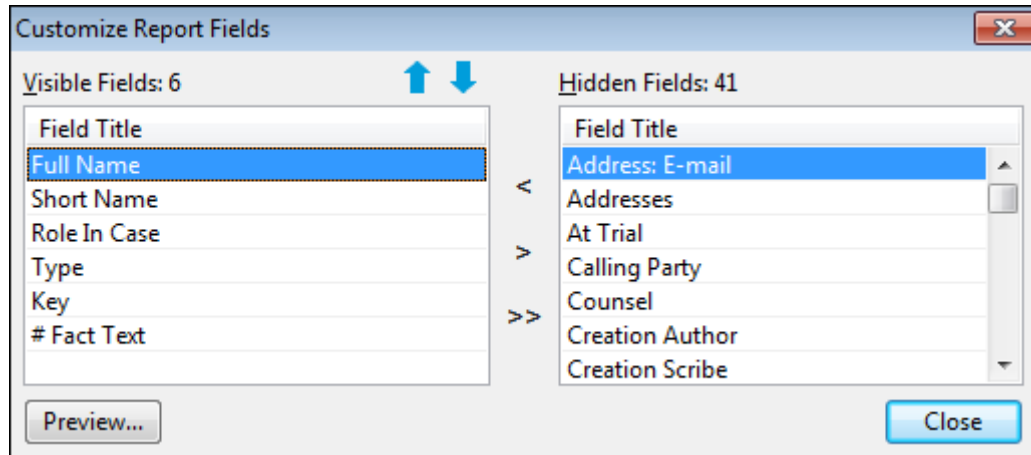 Customize Report Fields
Visible Fields: 6
Field Title
Full Name
Short Name
Role In Case
Type
Key
# Fact Text
<
>
>>
Hidden Fields: 41
Field Title
Address: E-mail
Addresses
At Trial
Calling Party
Counsel
Creation Author
Creation Scribe
Preview...
Close